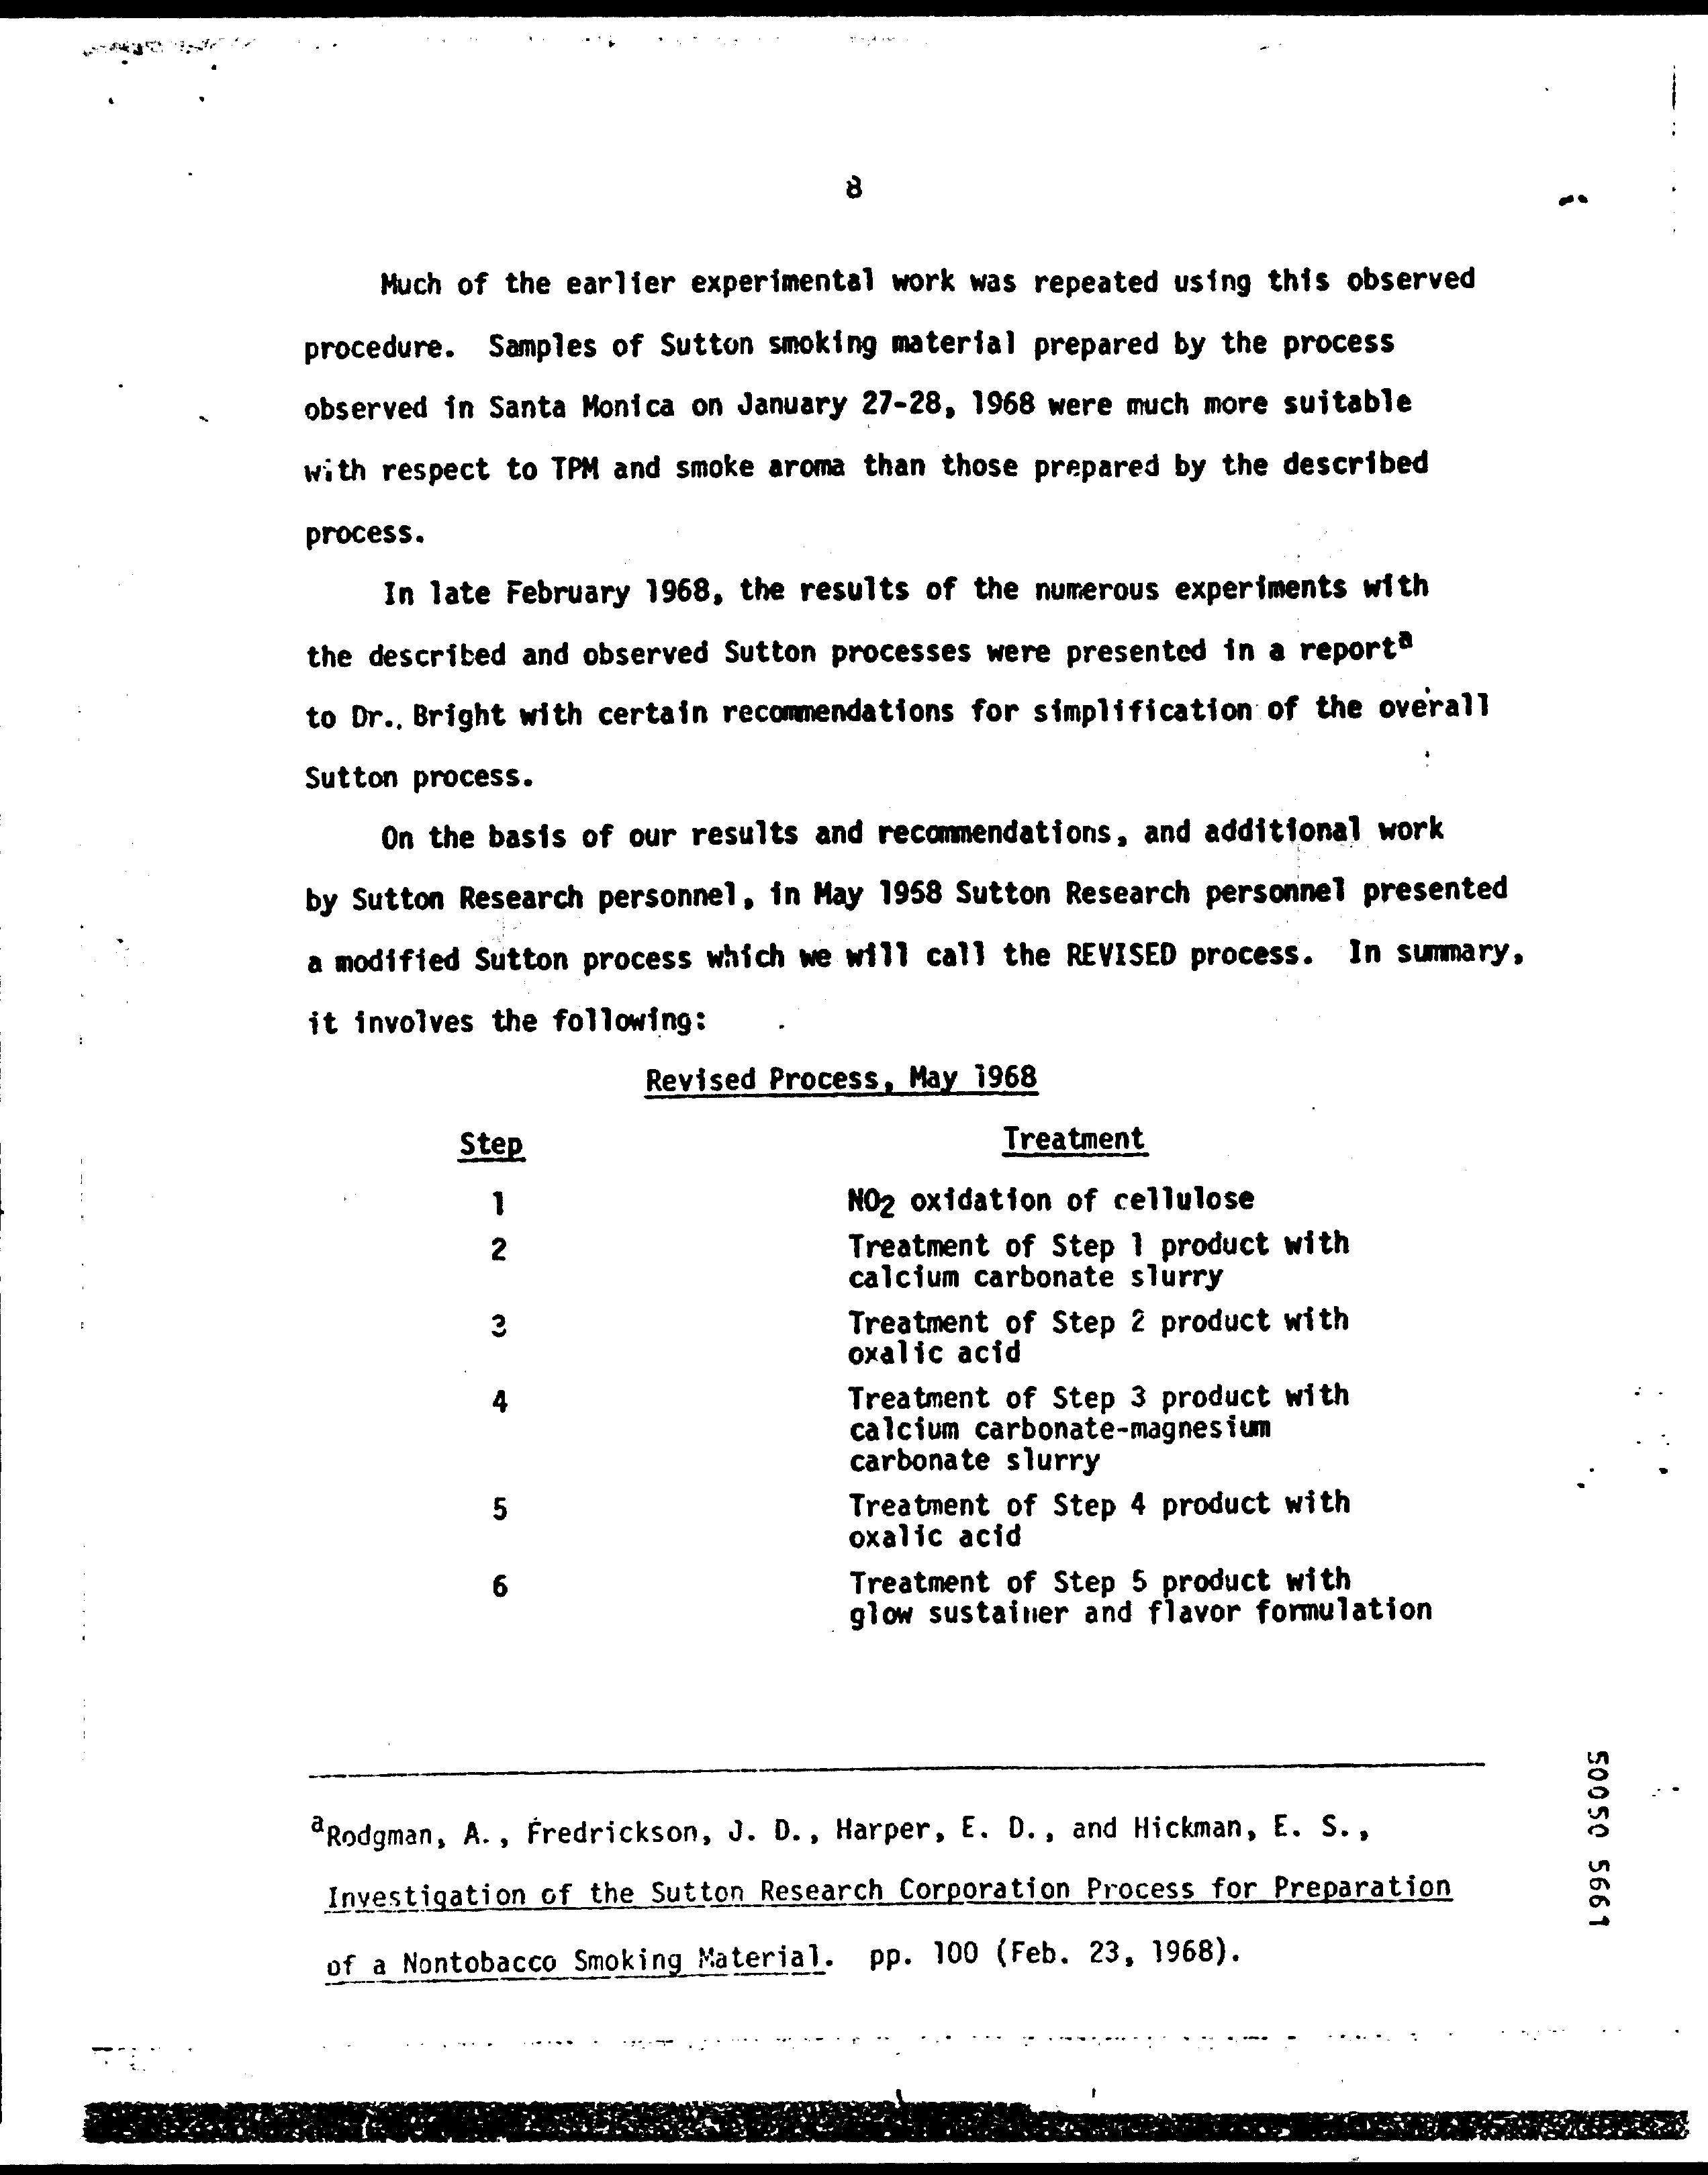 8
Much of the earlier experimental work was repeated using this observed
procedure. Samples of Sutton smoking material prepared by the process
observed in Santa Monica on January 27-28, 1968 were much more suitable
with respect to TPM and smoke aroma than those prepared by the described
process.
In late February 1968, the results of the numerous experiments with
the described and observed Sutton processes were presented in a reportª
to Dr. Bright with certain recommendations for simplification of the overall
Sutton process.
On the basis of our results and recommendations, and additional work
by Sutton Research personnel, in May 1968 Sutton Research personnel presented
a modified Sutton process which we will call the REVISED process. In summary,
it involves the following:
Revised Process, May 1968
Step Treatment
1 NO₂ oxidation of cellulose
2 Treatment of Step 1 product with
calcium carbonate slurry
3 Treatment of Step 2 product with
oxalic acid
4 Treatment of Step 3 product with
calcium carbonate-magnesium
carbonate slurry
5 Treatment of Step 4 product with
oxalic acid
6 Treatment of Step 5 product with
glow sustainer and flavor formulation
ªRodgman, A., Fredrickson, J. D., Harper, E. D., and Hickman, E. S.,
Investigation of the Sutton Research Corporation Process for Preparation
of a Nontobacco Smoking Material. pp. 100 (Feb. 23, 1968).
50050 5661